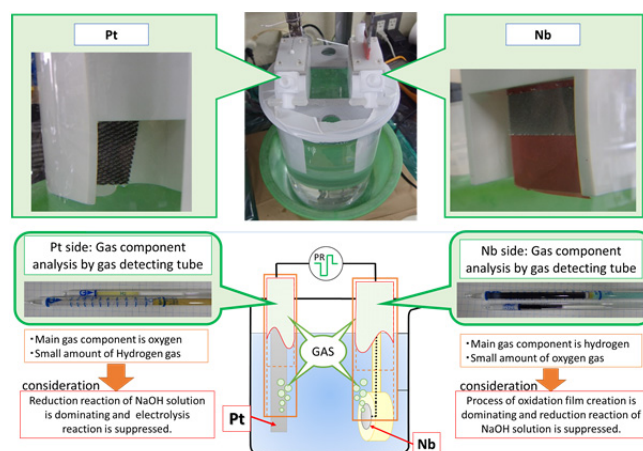 Pt
Nb
Pt side: Gas component
analysis by gas detecting tube
PR
Nb side: Gas component
analysis by gas detecting tube
・Main gas component is oxygen
・Small amount of Hydrogen gas
GAS
・Main gas component is hydrogen
・Small amount of oxygen gas
consideration
consideration
Reduction reaction of NaOH solution
is dominating and electrolysis
reaction is suppressed.
Pt
Nb
Process of oxidation film creation is
dominating and reduction reaction of
NaOH solution is suppressed.